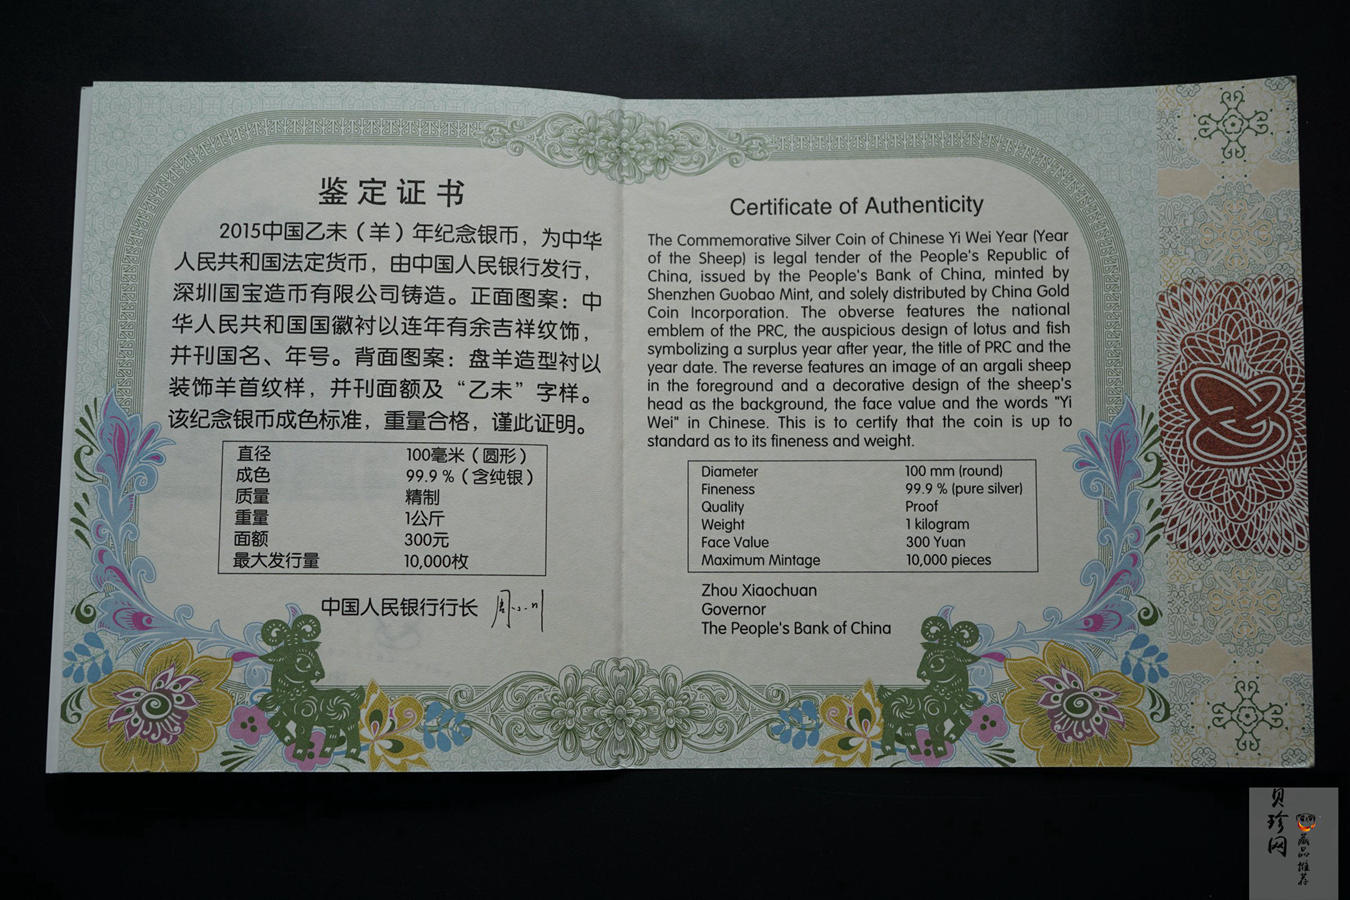 鉴定证书
2015中国乙未（羊）年纪念银币，为中华
人民共和国法定货币，由中国人民银行发行，
深圳国宝造币有限公司铸造。正面图案：中
华人民共和国国徽衬以连年有余吉祥纹饰，
并刊国名、年号。背面图案：盘羊造型衬以
装饰羊首纹样，并刊面额及“乙未”字样。
该纪念银币成色标准，重量合格，谨此证明。
直径 100毫米（圆形）
成色 99.9 %（含纯银）
质量 精制
重量 1公斤
面额 300元
最大发行量 10,000枚
中国人民银行行长
Certificate of Authenticity
The Commemorative Silver Coin of Chinese Yi Wei Year (Year
of the Sheep) is legal tender of the People's Republic of
China, issued by the People's Bank of China, minted by
Shenzhen Guobao Mint, and solely distributed by China Gold
Coin Incorporation. The obverse features the national
emblem of the PRC, the auspicious design of lotus and fish
symbolizing a surplus year after year, the title of PRC and the
year date. The reverse features an image of an argali sheep
in the foreground and a decorative design of the sheep's
head as the background, the face value and the words "Yi
Wei" in Chinese. This is to certify that the coin is up to
standard as to its fineness and weight.
Diameter 100 mm (round)
Fineness 99.9 % (pure silver)
Quality Proof
Weight 1 kilogram
Face Value 300 Yuan
Maximum Mintage 10,000 pieces
Zhou Xiaochuan
Governor
The People's Bank of China
贝珍网
藏品推荐